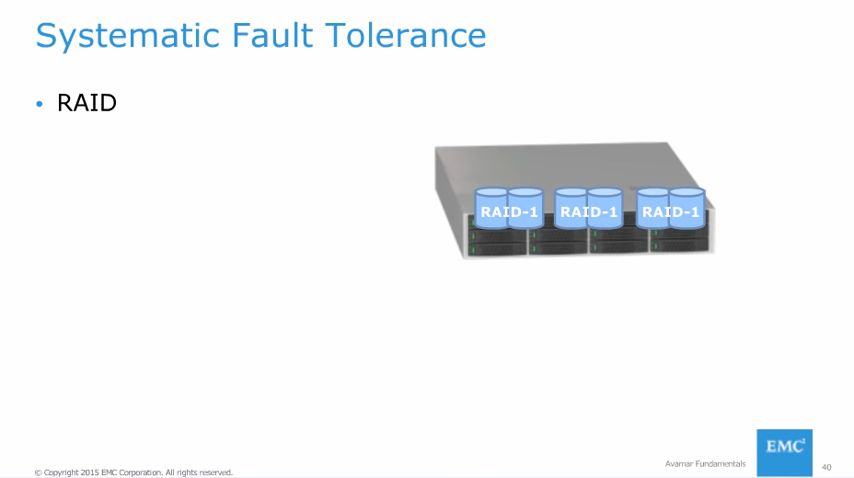 Systematic Fault Tolerance
• RAID
RAID-1 RAID-1 RAID-1
EMC²
Avamar Fundamentals
40
© Copyright 2015 EMC Corporation. All rights reserved.